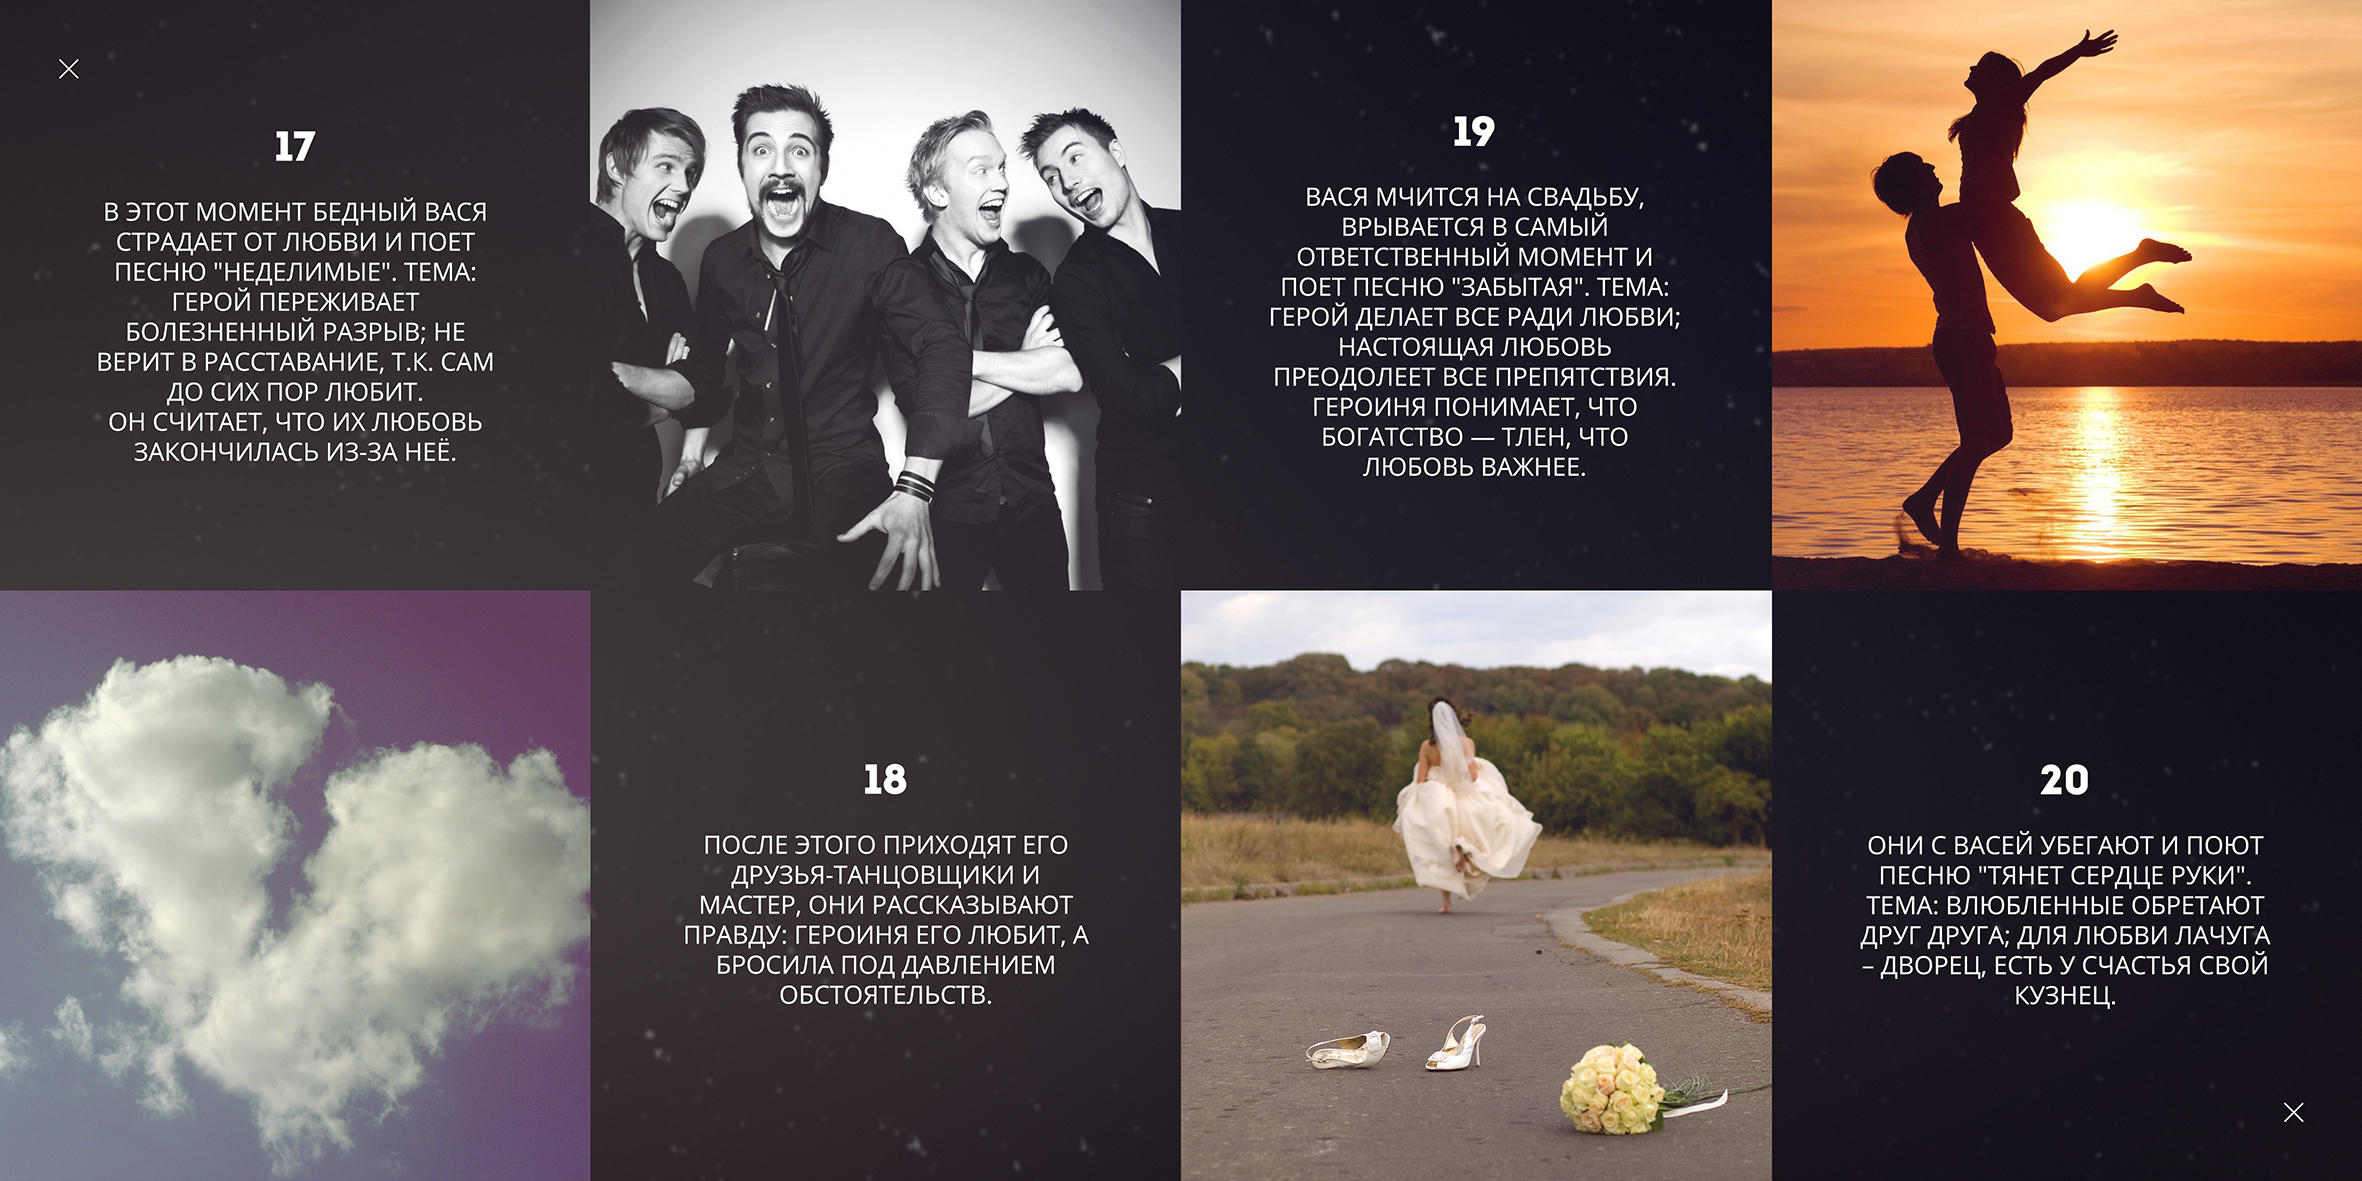 17
В ЭТОТ МОМЕНТ БЕДНЫЙ ВАСЯ
СТРАДАЕТ ОТ ЛЮБВИ И ПОЕТ
ПЕСНЮ "НЕДЕЛИМЫЕ". ТЕМА:
ГЕРОЙ ПЕРЕЖИВАЕТ
БОЛЕЗНЕННЫЙ РАЗРЫВ; НЕ
ВЕРИТ В РАССТАВАНИЕ, Т.К. САМ
ДО СИХ ПОР ЛЮБИТ.
ОН СЧИТАЕТ, ЧТО ИХ ЛЮБОВЬ
ЗАКОНЧИЛАСЬ ИЗ-ЗА НЕЁ.
18
ПОСЛЕ ЭТОГО ПРИХОДЯТ ЕГО
ДРУЗЬЯ-ТАНЦОВЩИКИ И
МАСТЕР, ОНИ РАССКАЗЫВАЮТ
ПРАВДУ: ГЕРОИНЯ ЕГО ЛЮБИТ, А
БРОСИЛА ПОД ДАВЛЕНИЕМ
ОБСТОЯТЕЛЬСТВ.
19
ВАСЯ МЧИТСЯ НА СВАДЬБУ,
ВРЫВАЕТСЯ В САМЫЙ
ОТВЕТСТВЕННЫЙ МОМЕНТ И
ПОЕТ ПЕСНЮ "ЗАБЫТАЯ". ТЕМА:
ГЕРОЙ ДЕЛАЕТ ВСЕ РАДИ ЛЮБВИ;
НАСТОЯЩАЯ ЛЮБОВЬ
ПРЕОДОЛЕЕТ ВСЕ ПРЕПЯТСТВИЯ.
ГЕРОИНЯ ПОНИМАЕТ, ЧТО
БОГАТСТВО — ТЛЕН, ЧТО
ЛЮБОВЬ ВАЖНЕЕ.
20
ОНИ С ВАСЕЙ УБЕГАЮТ И ПОЮТ
ПЕСНЮ "ТЯНЕТ СЕРДЦЕ РУКИ".
ТЕМА: ВЛЮБЛЕННЫЕ ОБРЕТАЮТ
ДРУГ ДРУГА; ДЛЯ ЛЮБВИ ЛАЧУГА
– ДВОРЕЦ, ЕСТЬ У СЧАСТЬЯ СВОЙ
КУЗНЕЦ.